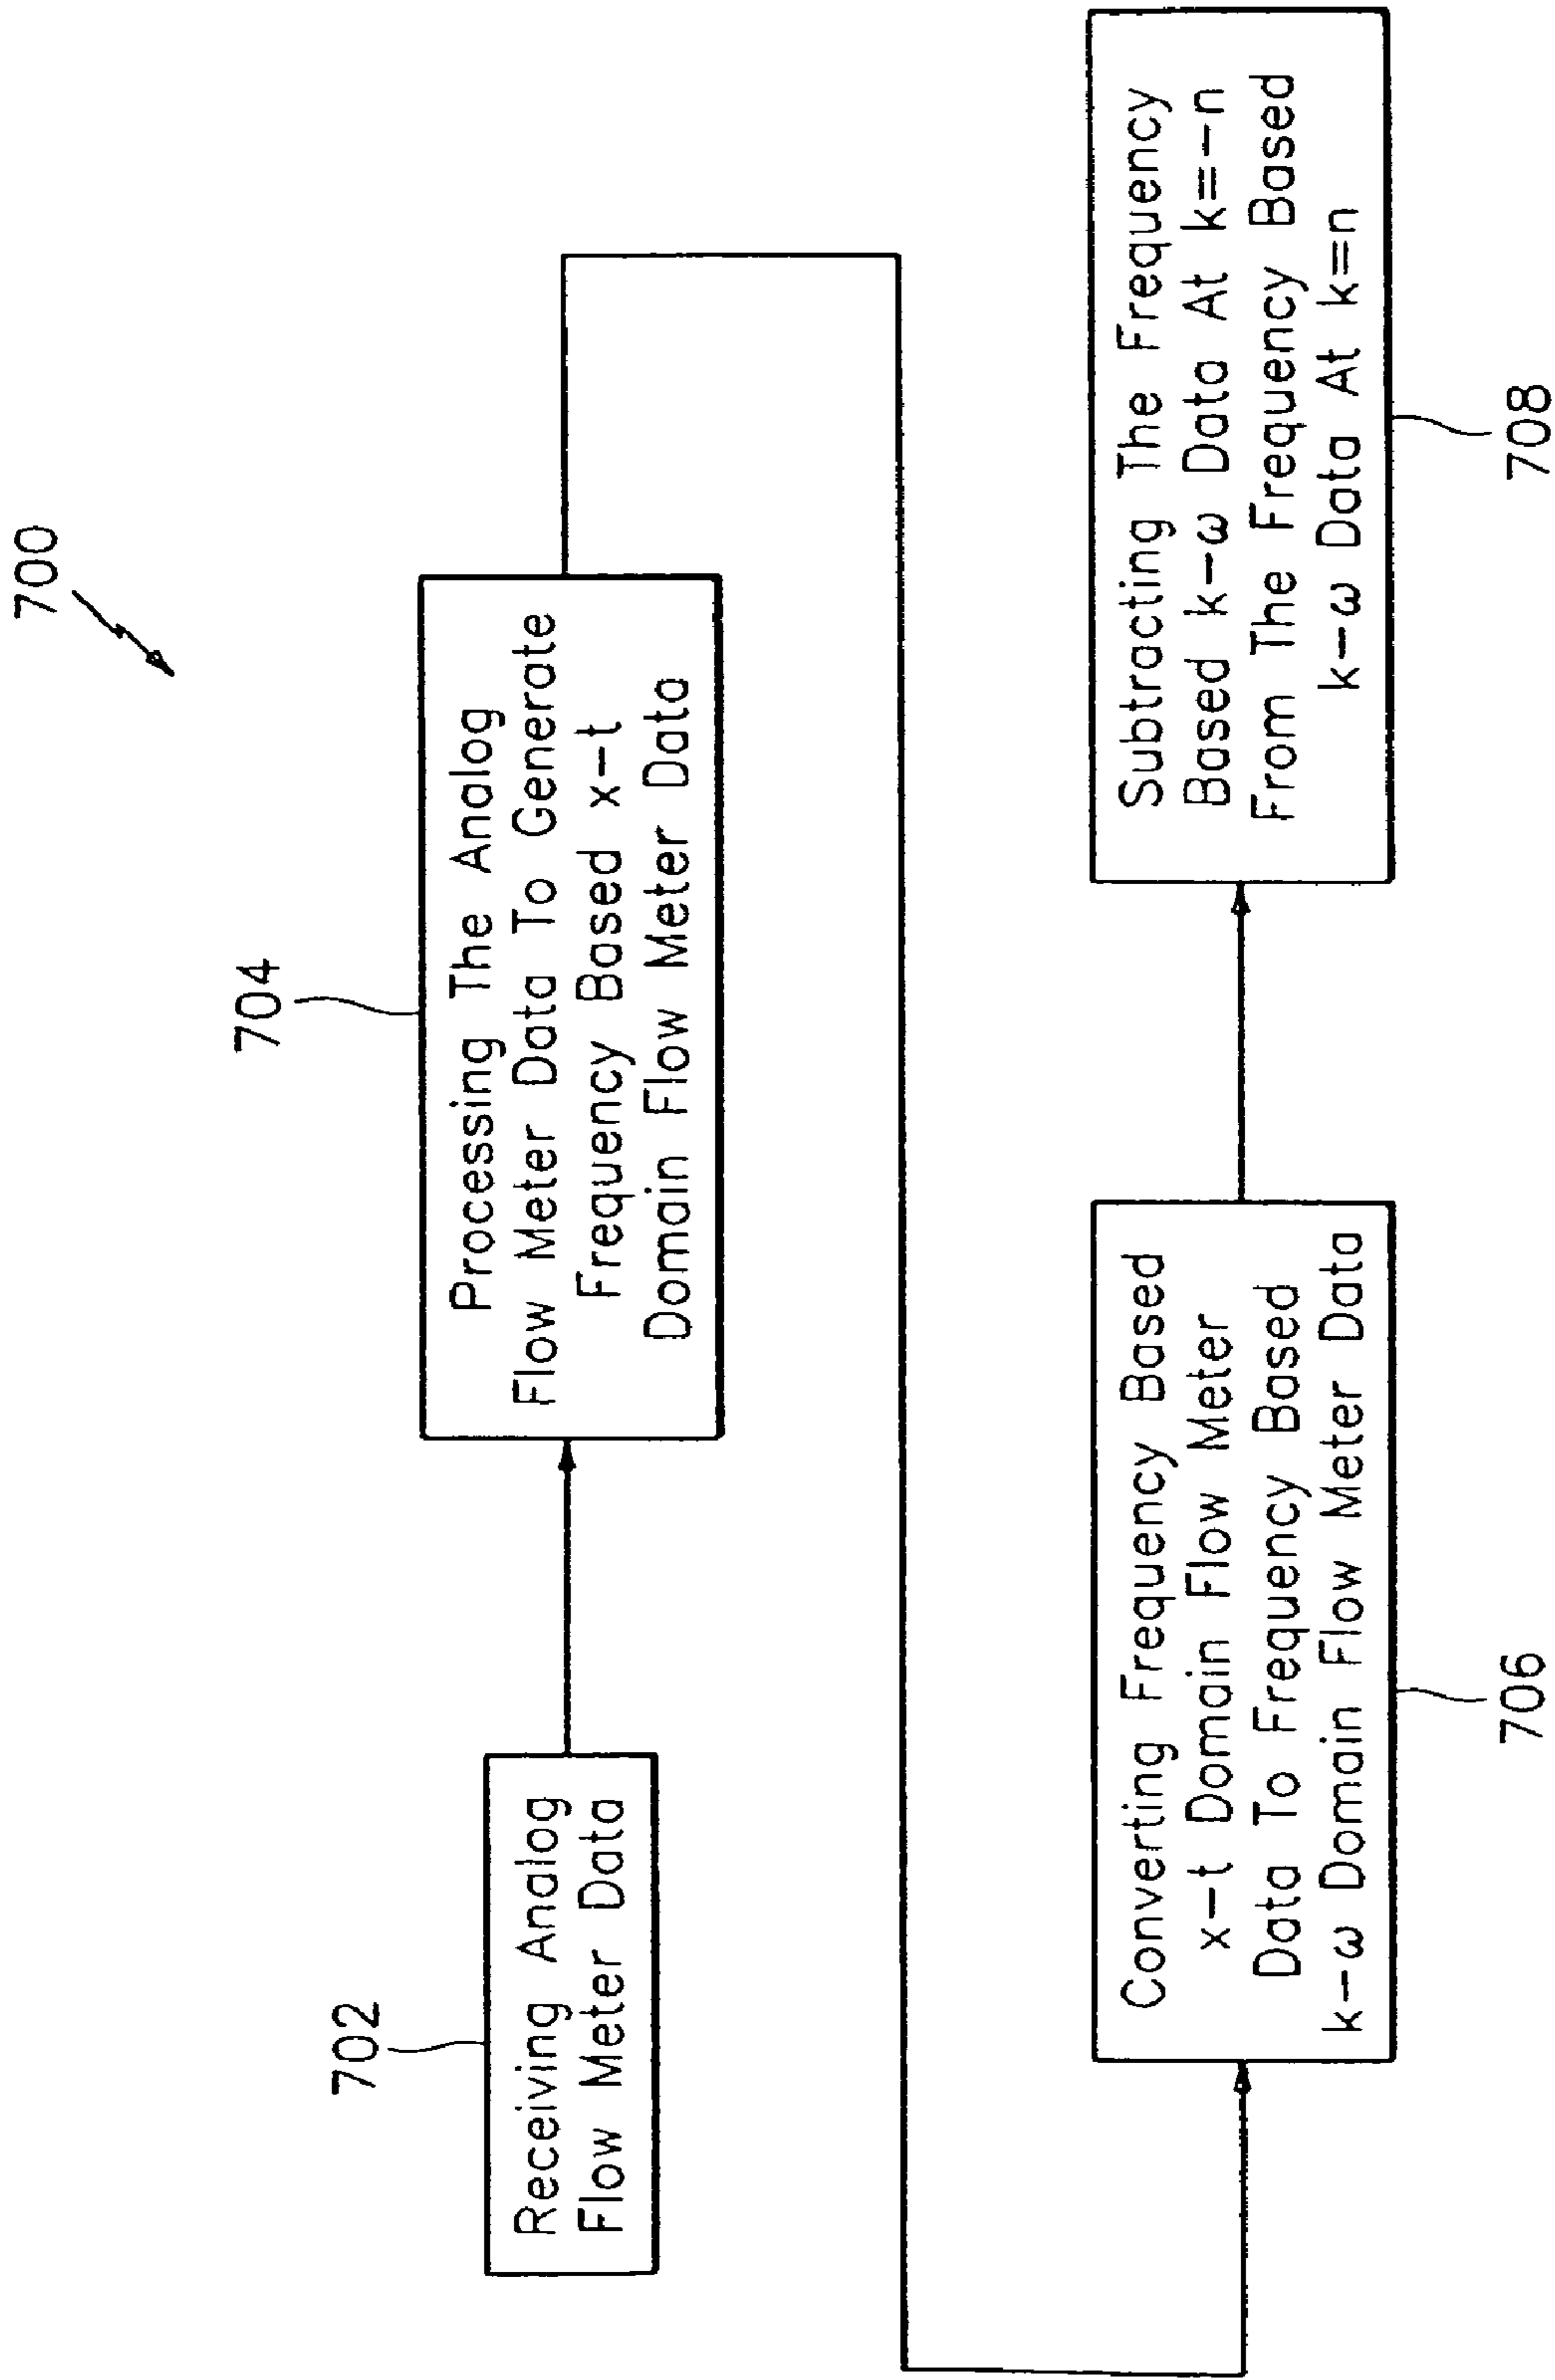 700
702
Receiving Analog
Flow Meter Data
704
Processing The Analog
Flow Meter Data To Generate
Frequency Based x-t
Domain Flow Meter Data
Converting Frequency Based
x-t Domain Flow Meter
Data To Frequency Based
k-ω Domain Flow Meter Data
706
Subtracting The Frequency
Based k-ω Data At k=-n
From The Frequency Based
k-ω Data At k=n
708